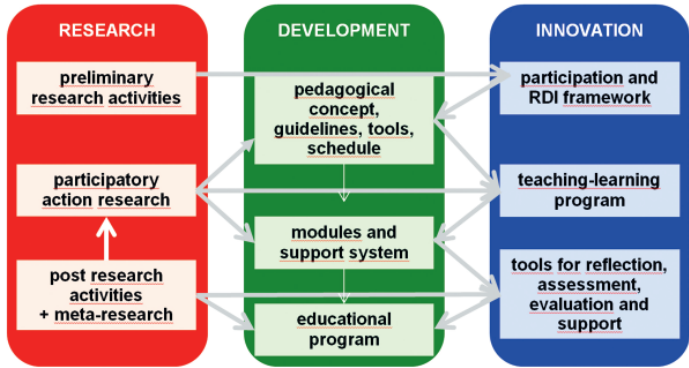 RESEARCH
preliminary
research activities
participatory
action research
post research
activities
+ meta-research
DEVELOPMENT
pedagogical
concept,
guidelines, tools,
schedule
modules and
support system
educational
program
INNOVATION
participation and
RDI framework
teaching-learning
program
tools for reflection,
assessment,
evaluation and
support